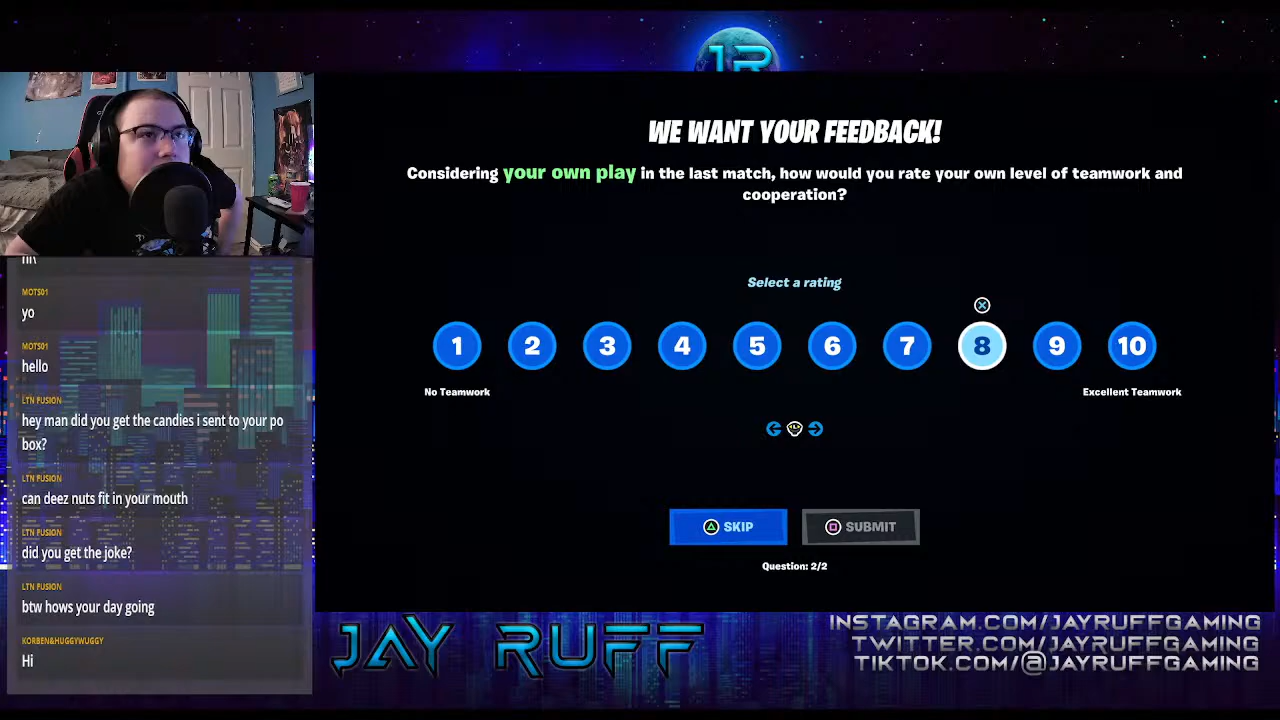 JR
WE WANT YOUR FEEDBACK!
Considering your own play in the last match, how would you rate your own level of teamwork and
cooperation?
Select a rating
1 2 3 4 5 6 7 8 9 10
No Teamwork Excellent Teamwork
SKIP SUBMIT
Question: 2/2
MOTS01
yo
MOTS01
hello
LTN FUSION
hey man did you get the candies i sent to your po
box?
LTN FUSION
can deez nuts fit in your mouth
LTN FUSION
did you get the joke?
LTN FUSION
btw hows your day going
KORBEN&HUGGYWUGGY
Hi
JAY RUFF
INSTAGRAM.COM/JAYRUFFGAMING
TWITTER.COM/JAYRUFFGAMING
TIKTOK.COM/@JAYRUFFGAMING